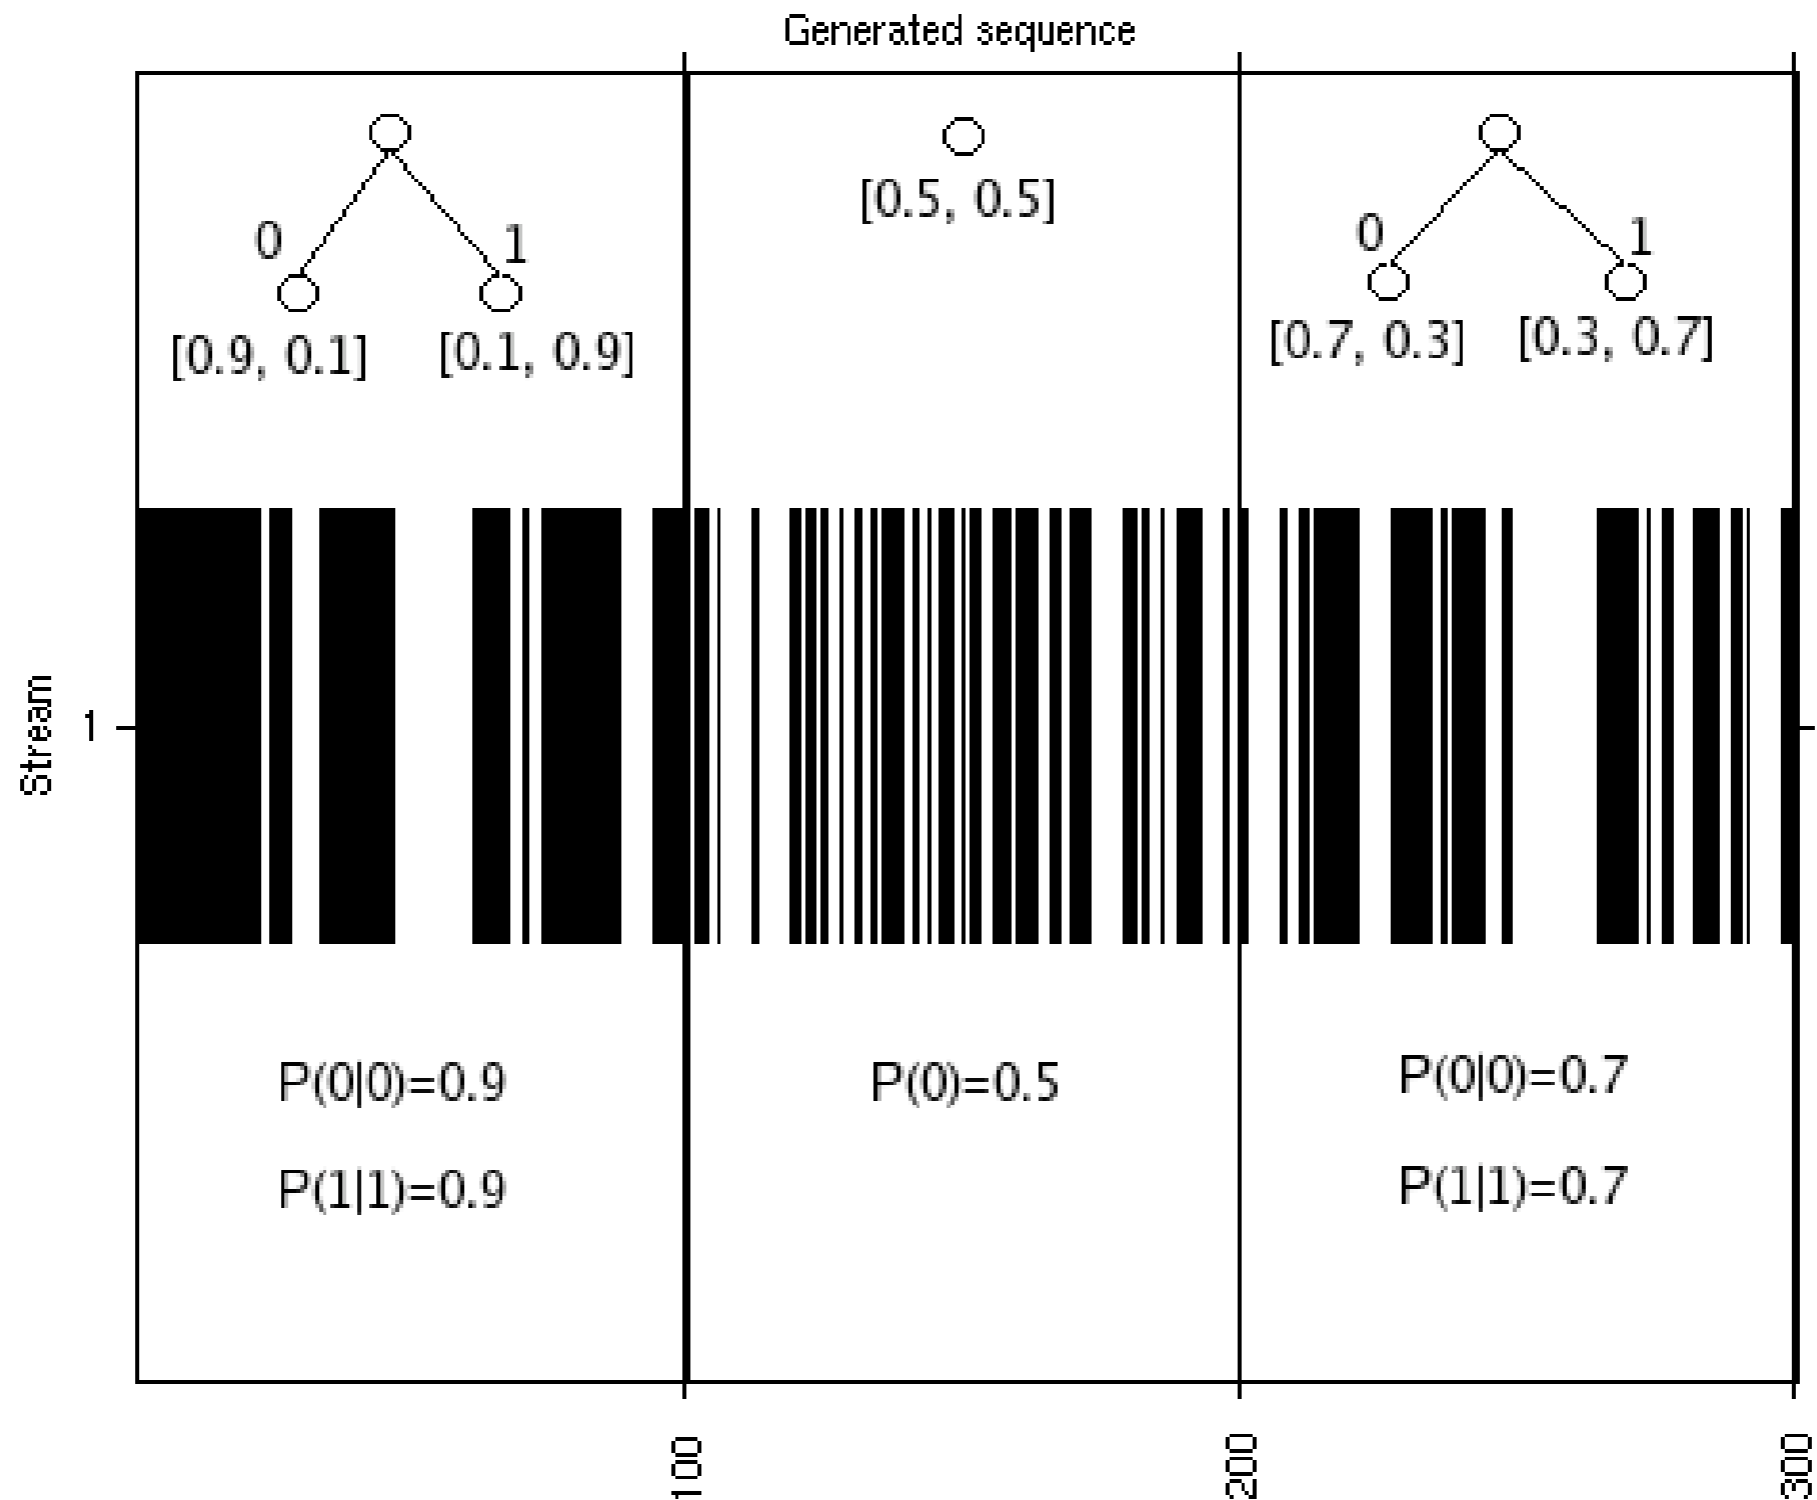 Generated sequence
0 1
[0.9, 0.1] [0.1, 0.9]
[0.5, 0.5]
0 1
[0.7, 0.3] [0.3, 0.7]
Stream
1
P(0|0)=0.9
P(1|1)=0.9
P(0)=0.5
P(0|0)=0.7
P(1|1)=0.7
100 200 300